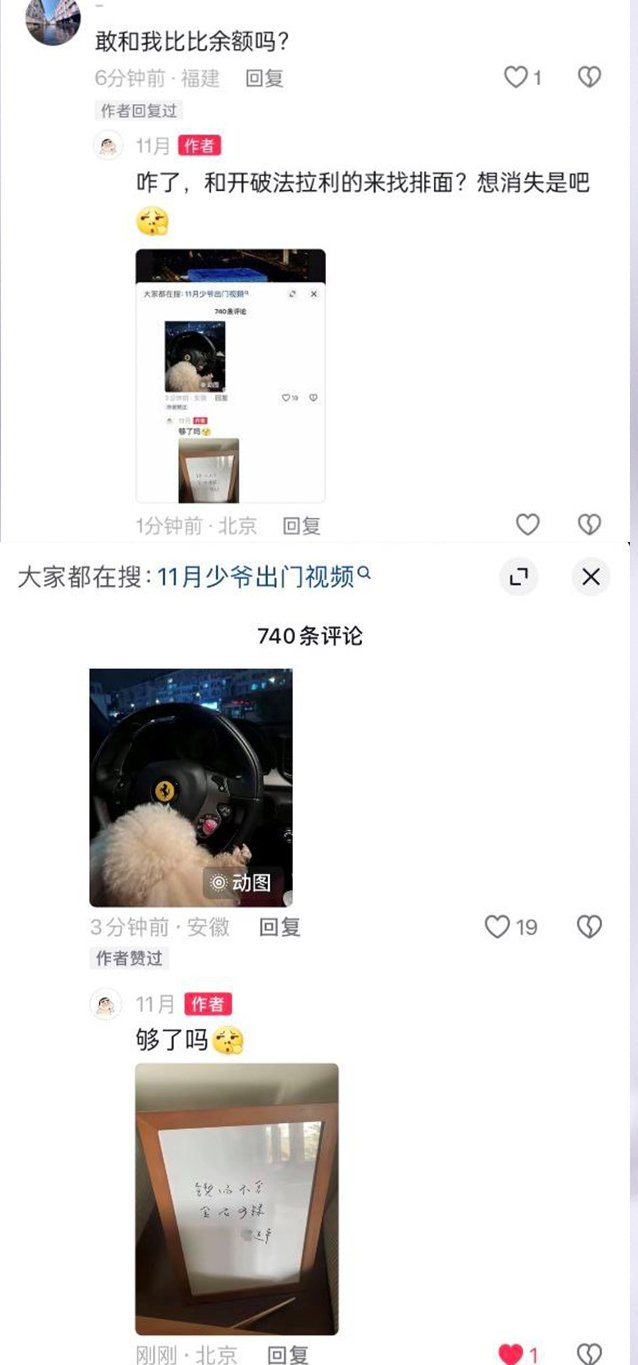 敢和我比比余额吗？
6分钟前·福建 回复 1
作者回复过
11月 作者
咋了，和开破法拉利的来找排面？想消失是吧
大家都在搜：11月少爷出门视频
740条评论
动图
3分钟前·安徽 回复 19
作者赞过
11月 作者
够了吗
1分钟前·北京 回复
大家都在搜：11月少爷出门视频
740条评论
动图
3分钟前·安徽 回复 19
作者赞过
11月 作者
够了吗
刚刚·北京 回复 1